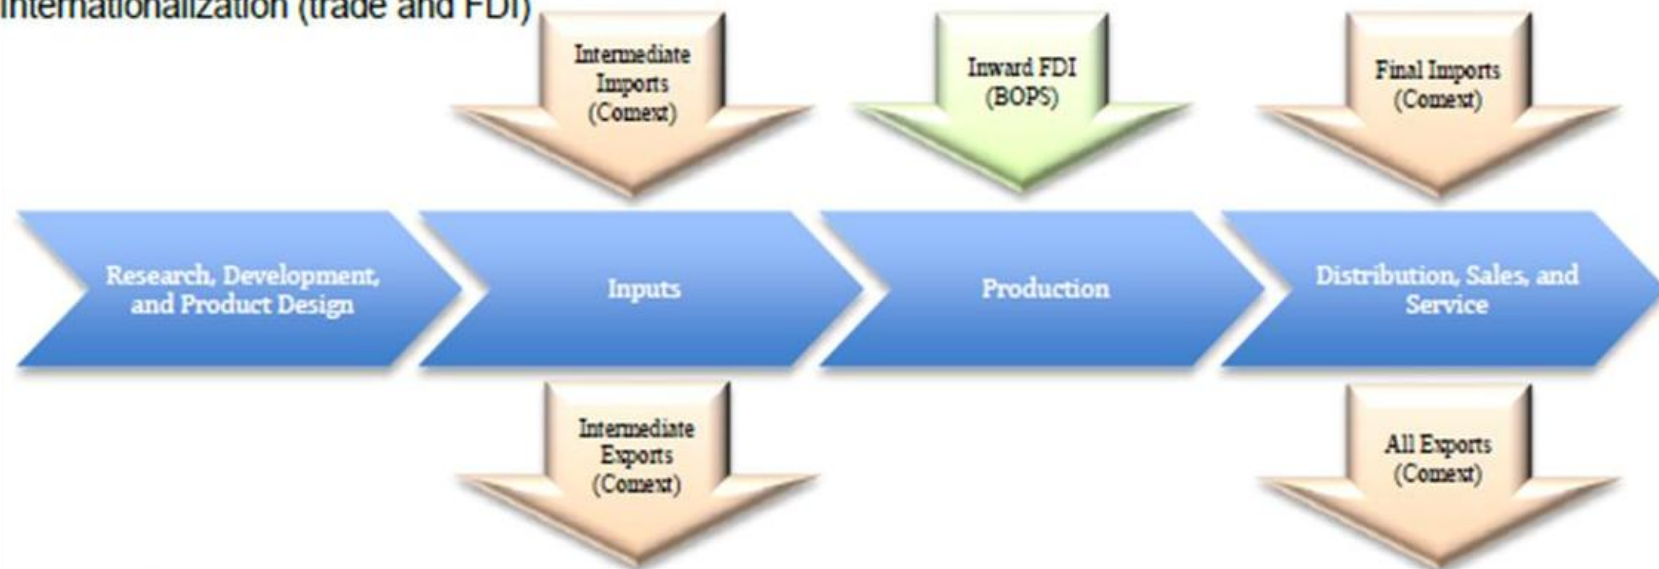 Internationalization (trade and FDI)
Intermediate
Imports
(Comext)
Inward FDI
(BOPS)
Final Imports
(Comext)
Research, Development,
and Product Design
Inputs
Production
Distribution, Sales, and
Service
Intermediate
Exports
(Comext)
All Exports
(Comext)